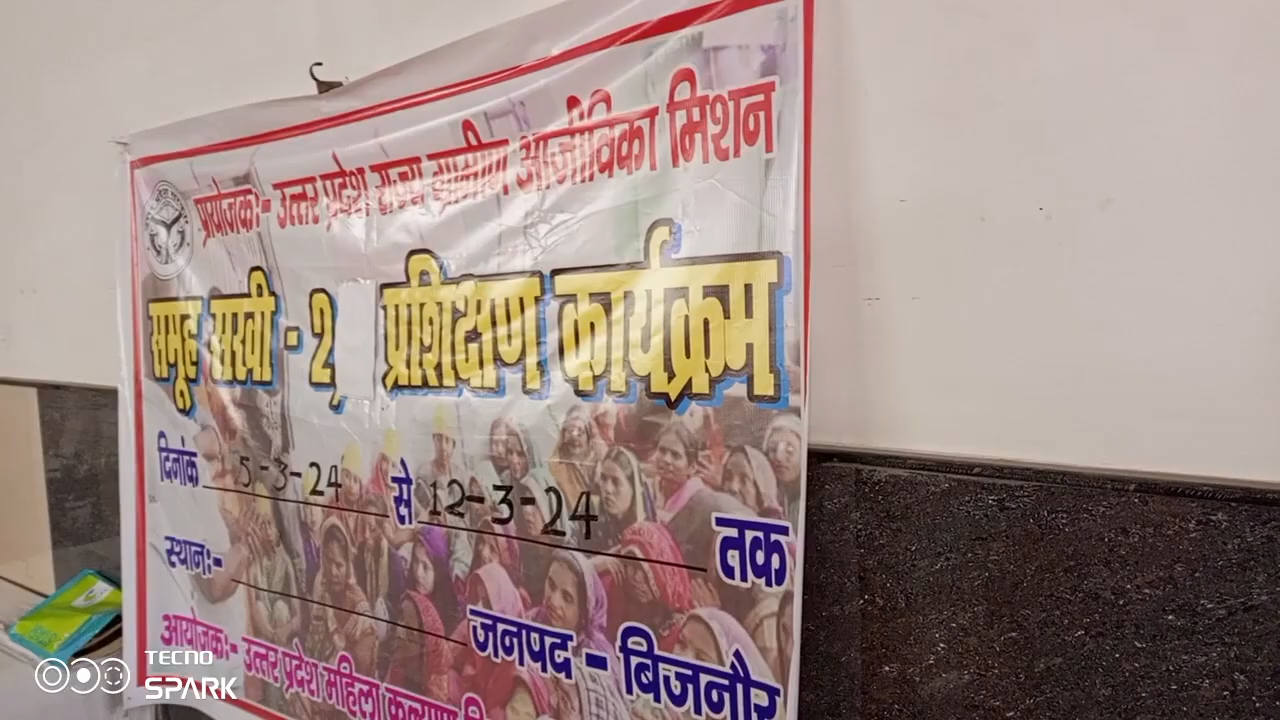 प्रायोजकः- उत्तर प्रदेश राज्य ग्रामीण आजीविका मिशन
समूह सखी - 2, प्रशिक्षण कार्यक्रम
दिनांक 5-3-24 से 12-3-24 तक
स्थानः- जनपद - बिजनौर
आयोजकः- उत्तर प्रदेश महिला कल्याण
TECNO
SPARK